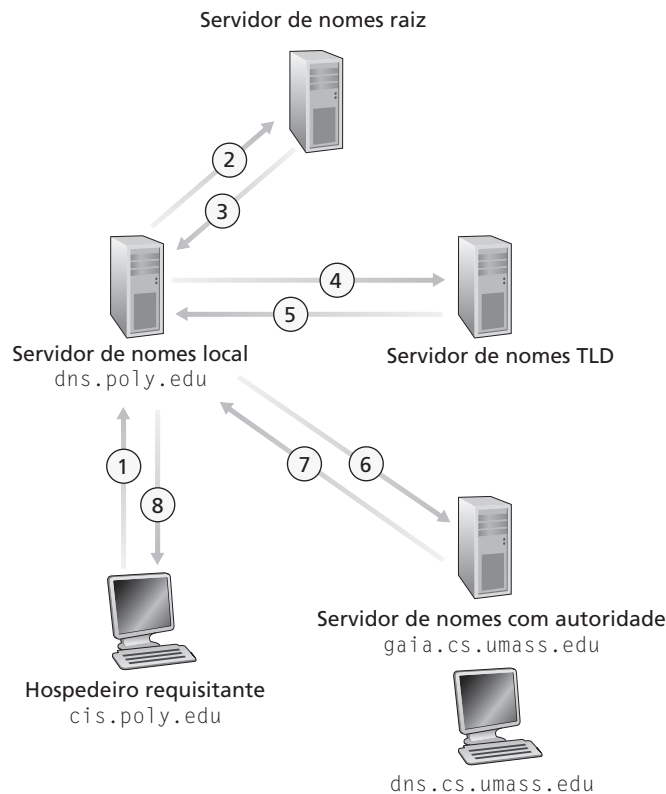 Servidor de nomes raiz
2
3
4
5
Servidor de nomes local
dns.poly.edu
Servidor de nomes TLD
1
8
7
6
Servidor de nomes com autoridade
gaia.cs.umass.edu
Hospedeiro requisitante
cis.poly.edu
dns.cs.umass.edu